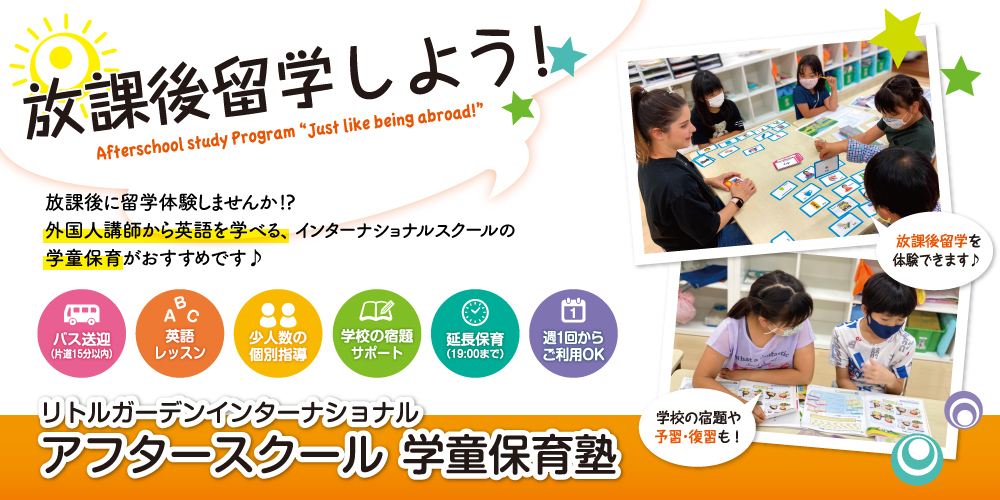 放課後留学しよう!
Afterschool study Program “Just like being abroad!”
放課後に留学体験しませんか!?
外国人講師から英語を学べる、インターナショナルスクールの
学童保育がおすすめです♪
バス送迎
(片道15分以内)
ABC
英語
レッスン
少人数の
個別指導
学校の宿題
サポート
延長保育
(19:00まで)
1
週1回から
ご利用OK
放課後留学を
体験できます♪
学校の宿題や
予習・復習も!
リトルガーデンインターナショナル
アフタースクール 学童保育塾